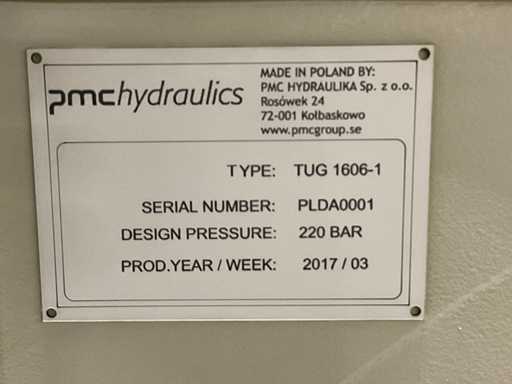 pmchydraulics
MADE IN POLAND BY:
PMC HYDRAULIKA Sp. z o.o.
Rosówek 24
72-001 Kołbaskowo
www.pmcgroup.se
TYPE: TUG 1606-1
SERIAL NUMBER: PLDA0001
DESIGN PRESSURE: 220 BAR
PROD.YEAR / WEEK: 2017 / 03